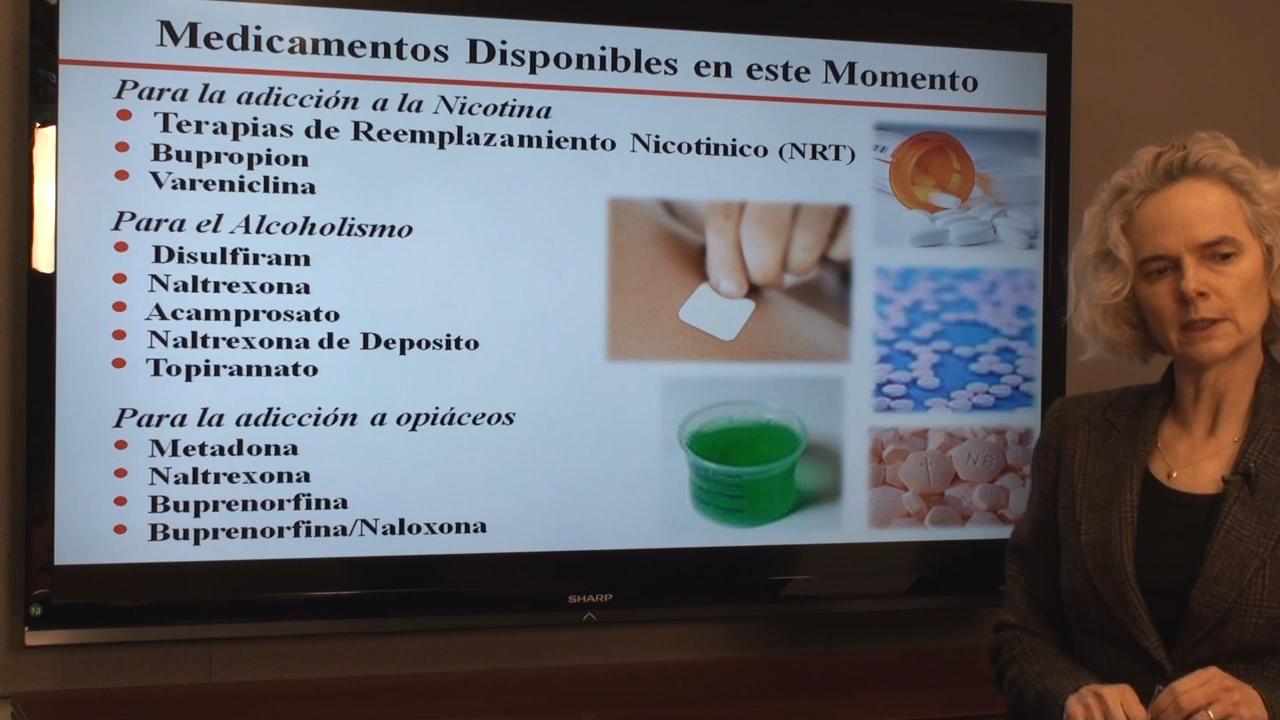 Medicamentos Disponibles en este Momento
Para la adicción a la Nicotina
Terapias de Reemplazamiento Nicotinico (NRT)
Bupropion
Vareniclina
Para el Alcoholismo
Disulfiram
Naltrexona
Acamprosato
Naltrexona de Deposito
Topiramato
Para la adicción a opiáceos
Metadona
Naltrexona
Buprenorfina
Buprenorfina/Naloxona
N8
SHARP